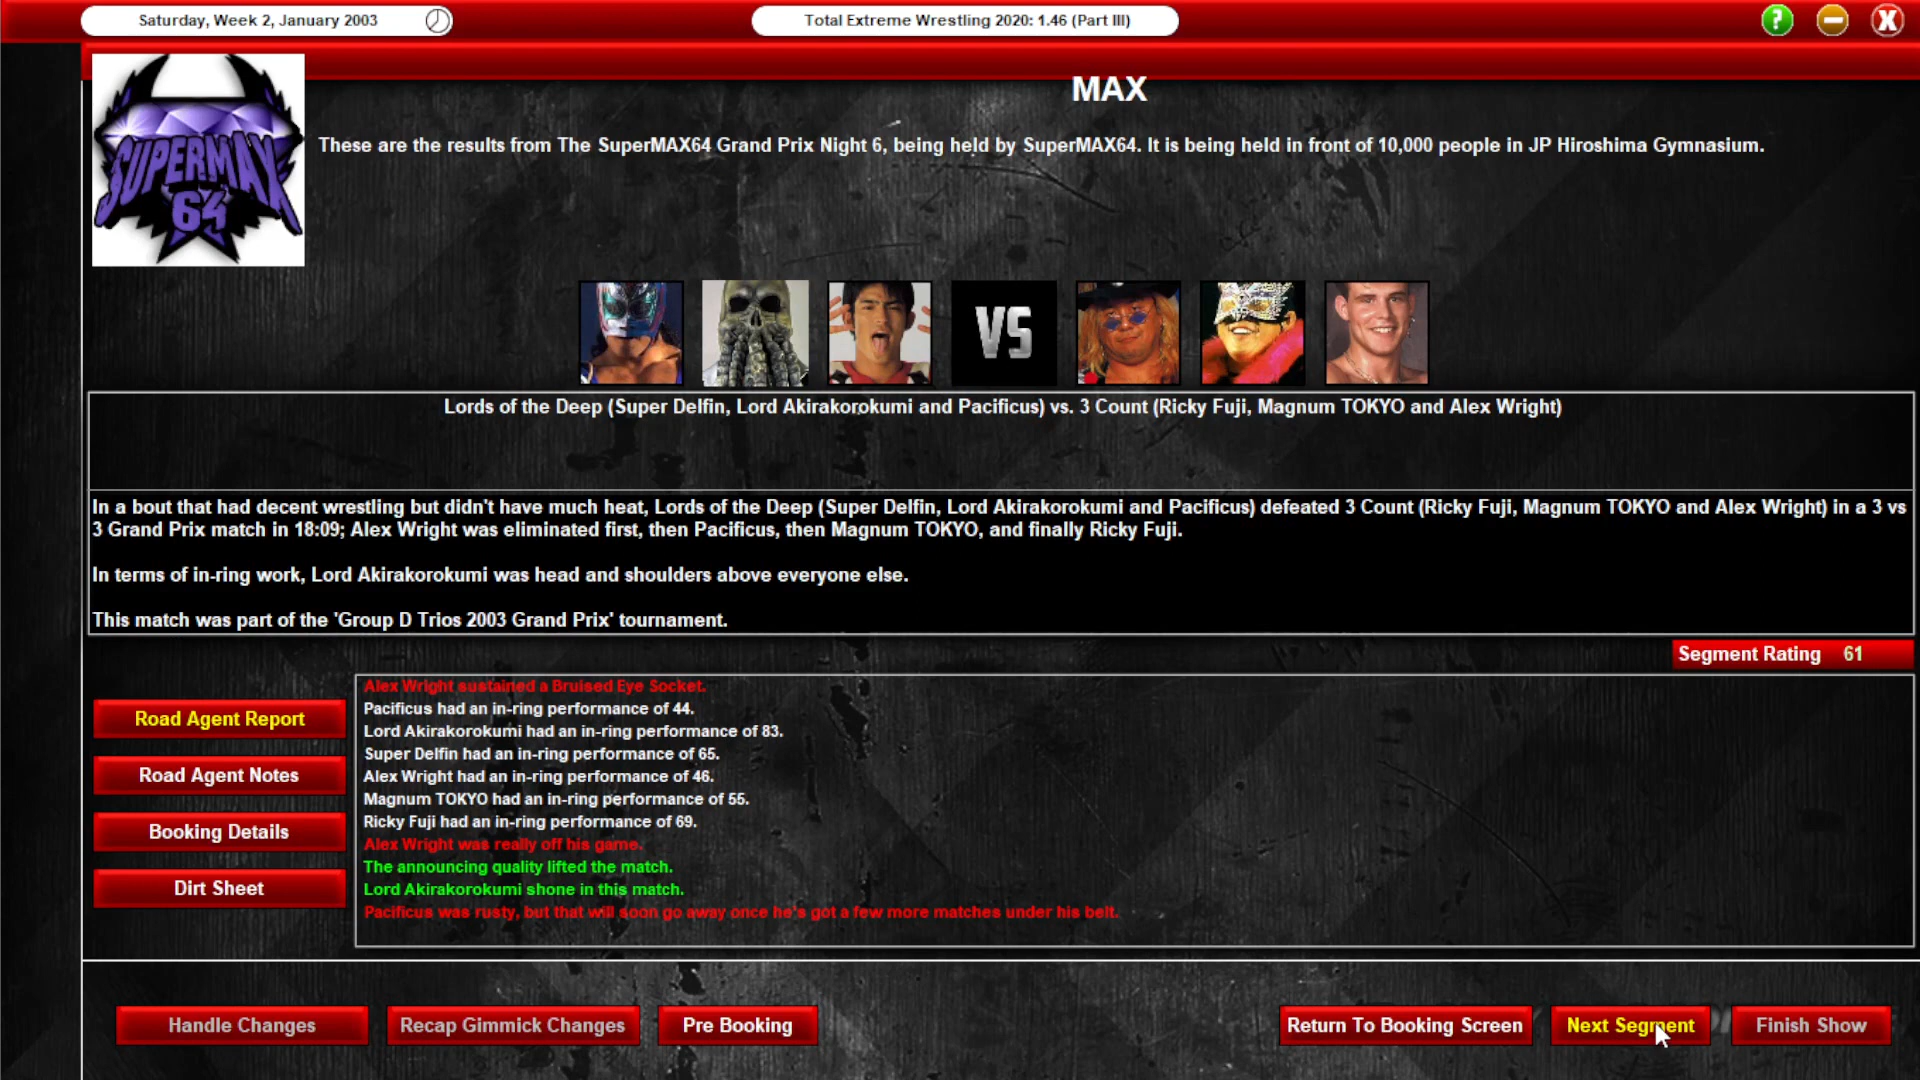 Saturday, Week 2, January 2003
Total Extreme Wrestling 2020: 1.46 (Part III)
?
X
SUPERMAX
64
MAX
These are the results from The SuperMAX64 Grand Prix Night 6, being held by SuperMAX64. It is being held in front of 10,000 people in JP Hiroshima Gymnasium.
VS
Lords of the Deep (Super Delfin, Lord Akirakorokumi and Pacificus) vs. 3 Count (Ricky Fuji, Magnum TOKYO and Alex Wright)
In a bout that had decent wrestling but didn't have much heat, Lords of the Deep (Super Delfin, Lord Akirakorokumi and Pacificus) defeated 3 Count (Ricky Fuji, Magnum TOKYO and Alex Wright) in a 3 vs
3 Grand Prix match in 18:09; Alex Wright was eliminated first, then Pacificus, then Magnum TOKYO, and finally Ricky Fuji.
In terms of in-ring work, Lord Akirakorokumi was head and shoulders above everyone else.
This match was part of the 'Group D Trios 2003 Grand Prix' tournament.
Segment Rating 61
Road Agent Report
Road Agent Notes
Booking Details
Dirt Sheet
Alex Wright sustained a Bruised Eye Socket.
Pacificus had an in-ring performance of 44.
Lord Akirakorokumi had an in-ring performance of 83.
Super Delfin had an in-ring performance of 65.
Alex Wright had an in-ring performance of 46.
Magnum TOKYO had an in-ring performance of 55.
Ricky Fuji had an in-ring performance of 69.
Alex Wright was really off his game.
The announcing quality lifted the match.
Lord Akirakorokumi shone in this match.
Pacificus was rusty, but that will soon go away once he's got a few more matches under his belt.
Handle Changes
Recap Gimmick Changes
Pre Booking
Return To Booking Screen
Next Segment
Finish Show